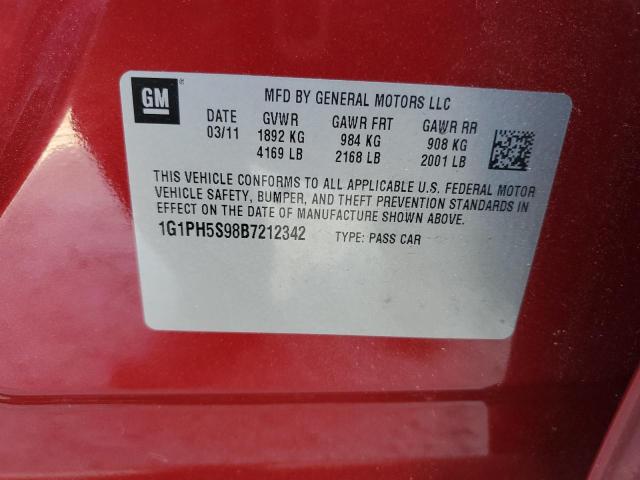 GM ®
MFD BY GENERAL MOTORS LLC
DATE GVWR GAWR FRT GAWR RR
03/11 1892 KG 984 KG 908 KG
4169 LB 2168 LB 2001 LB
THIS VEHICLE CONFORMS TO ALL APPLICABLE U.S. FEDERAL MOTOR
VEHICLE SAFETY, BUMPER, AND THEFT PREVENTION STANDARDS IN
EFFECT ON THE DATE OF MANUFACTURE SHOWN ABOVE.
1G1PH5S98B7212342 TYPE: PASS CAR